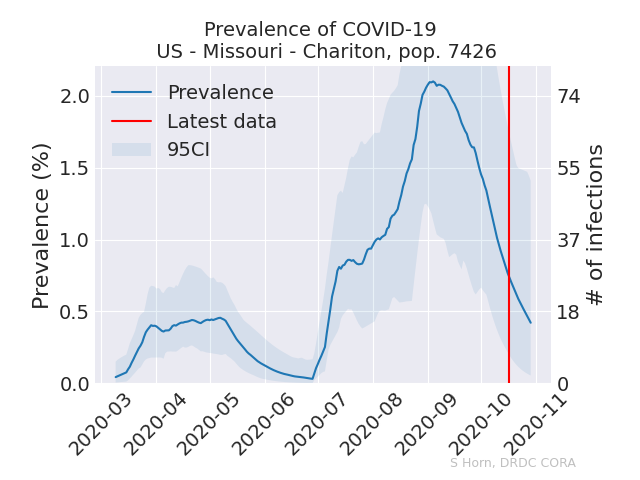 Prevalence of COVID-19
US - Missouri - Chariton, pop. 7426
Prevalence
Latest data
95CI
Prevalence (%)
2.0
1.5
1.0
0.5
0.0
74
55
37
18
0
# of infections
2020-03
2020-04
2020-05
2020-06
2020-07
2020-08
2020-09
2020-10
2020-11
S Horn, DRDC CORA